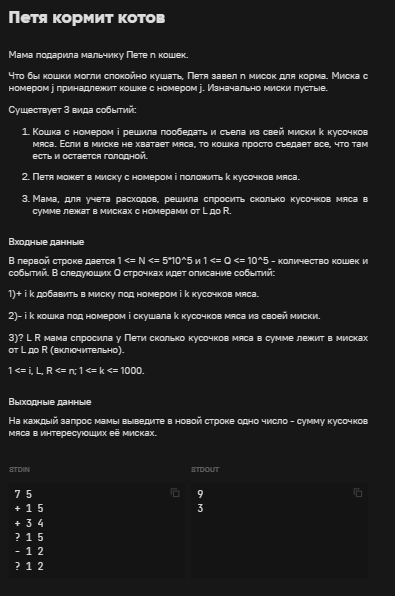 Петя кормит котов
Мама подарила мальчику Пете n кошек.
Что бы кошки могли спокойно кушать, Петя завел n мисок для корма. Миска с
номером j принадлежит кошке с номером j. Изначально миски пустые.
Существует 3 вида событий:
1. Кошка с номером i решила пообедать и съела из свей миски k кусочков
мяса. Если в миске не хватает мяса, то кошка просто съедает все, что там
есть и остается голодной.
2. Петя может в миску с номером i положить k кусочков мяса.
3. Мама, для учета расходов, решила спросить сколько кусочков мяса в
сумме лежат в мисках с номерами от L до R.
Входные данные
В первой строке дается 1 <= N <= 5*10^5 и 1 <= Q <= 10^5 - количество кошек и
событий. В следующих Q строчках идет описание событий:
1)+ i k добавить в миску под номером i k кусочков мяса.
2)- i k кошка под номером i скушала k кусочков мяса из своей миски.
3)? L R мама спросила у Пети сколько кусочков мяса в сумме лежит в мисках
от L до R (включительно).
1 <= i, L, R <= n; 1 <= k <= 1000.
Выходные данные
На каждый запрос мамы выведите в новой строке одно число - сумму кусочков
мяса в интересующих её мисках.
STDIN
7 5
+ 1 5
+ 3 4
? 1 5
- 1 2
? 1 2
STDOUT
9
3